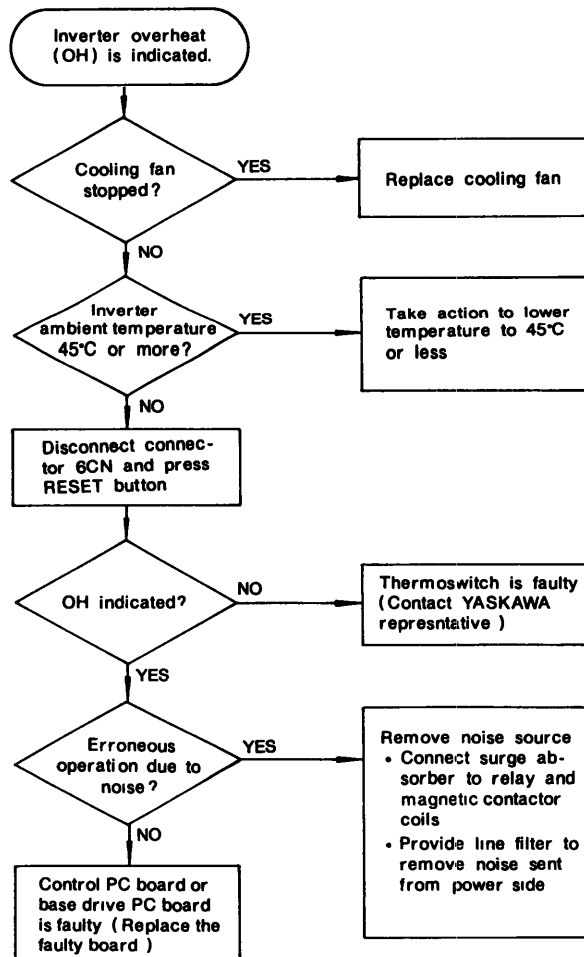 Inverter overheat
(OH) is indicated.
Cooling fan
stopped?
YES
Replace cooling fan
NO
Inverter
ambient temperature
45°C or more?
YES
Take action to lower
temperature to 45°C
or less
NO
Disconnect connec-
tor 6CN and press
RESET button
OH indicated?
NO
Thermoswitch is faulty
(Contact YASKAWA
represntative)
YES
Erroneous
operation due to
noise?
YES
Remove noise source
• Connect surge ab-
sorber to relay and
magnetic contactor
coils
• Provide line filter to
remove noise sent
from power side
NO
Control PC board or
base drive PC board
is faulty (Replace the
faulty board)